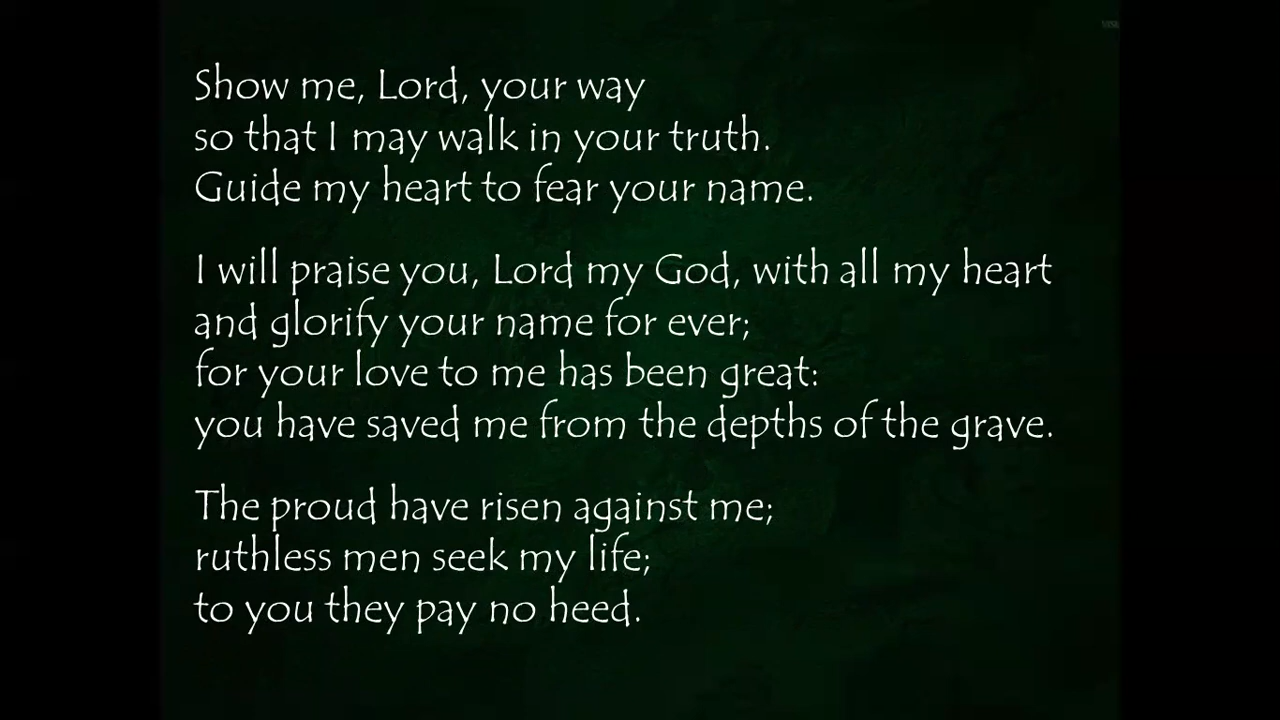 Show me, Lord, your way
so that I may walk in your truth.
Guide my heart to fear your name.
I will praise you, Lord my God, with all my heart
and glorify your name for ever;
for your love to me has been great:
you have saved me from the depths of the grave.
The proud have risen against me;
ruthless men seek my life;
to you they pay no heed.